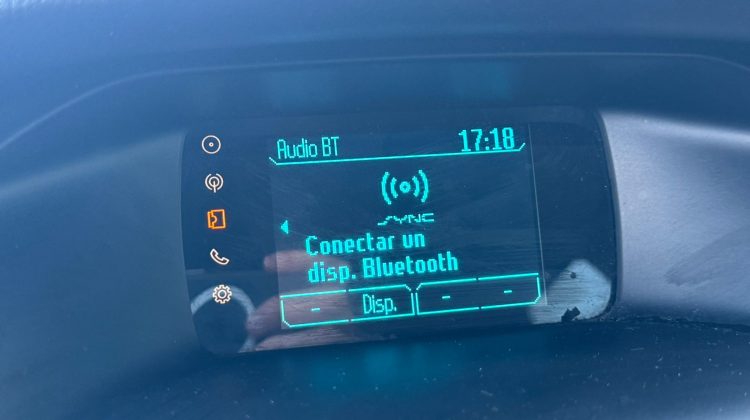 Audio BT 17:18
SYNC
Conectar un
disp. Bluetooth
- Disp. - -